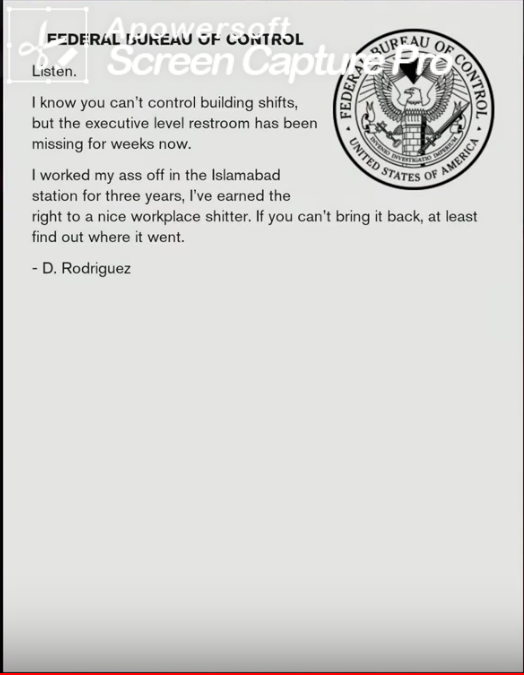 Apowersoft
Screen Capture Pro
FEDERAL BUREAU OF CONTROL
Listen.
I know you can't control building shifts,
but the executive level restroom has been
missing for weeks now.
I worked my ass off in the Islamabad
station for three years, I've earned the
right to a nice workplace shitter. If you can't bring it back, at least
find out where it went.
- D. Rodriguez
FEDERAL BUREAU OF CONTROL
UNITED STATES OF AMERICA
INVENIO INVESTIGATIO IMPERIUM